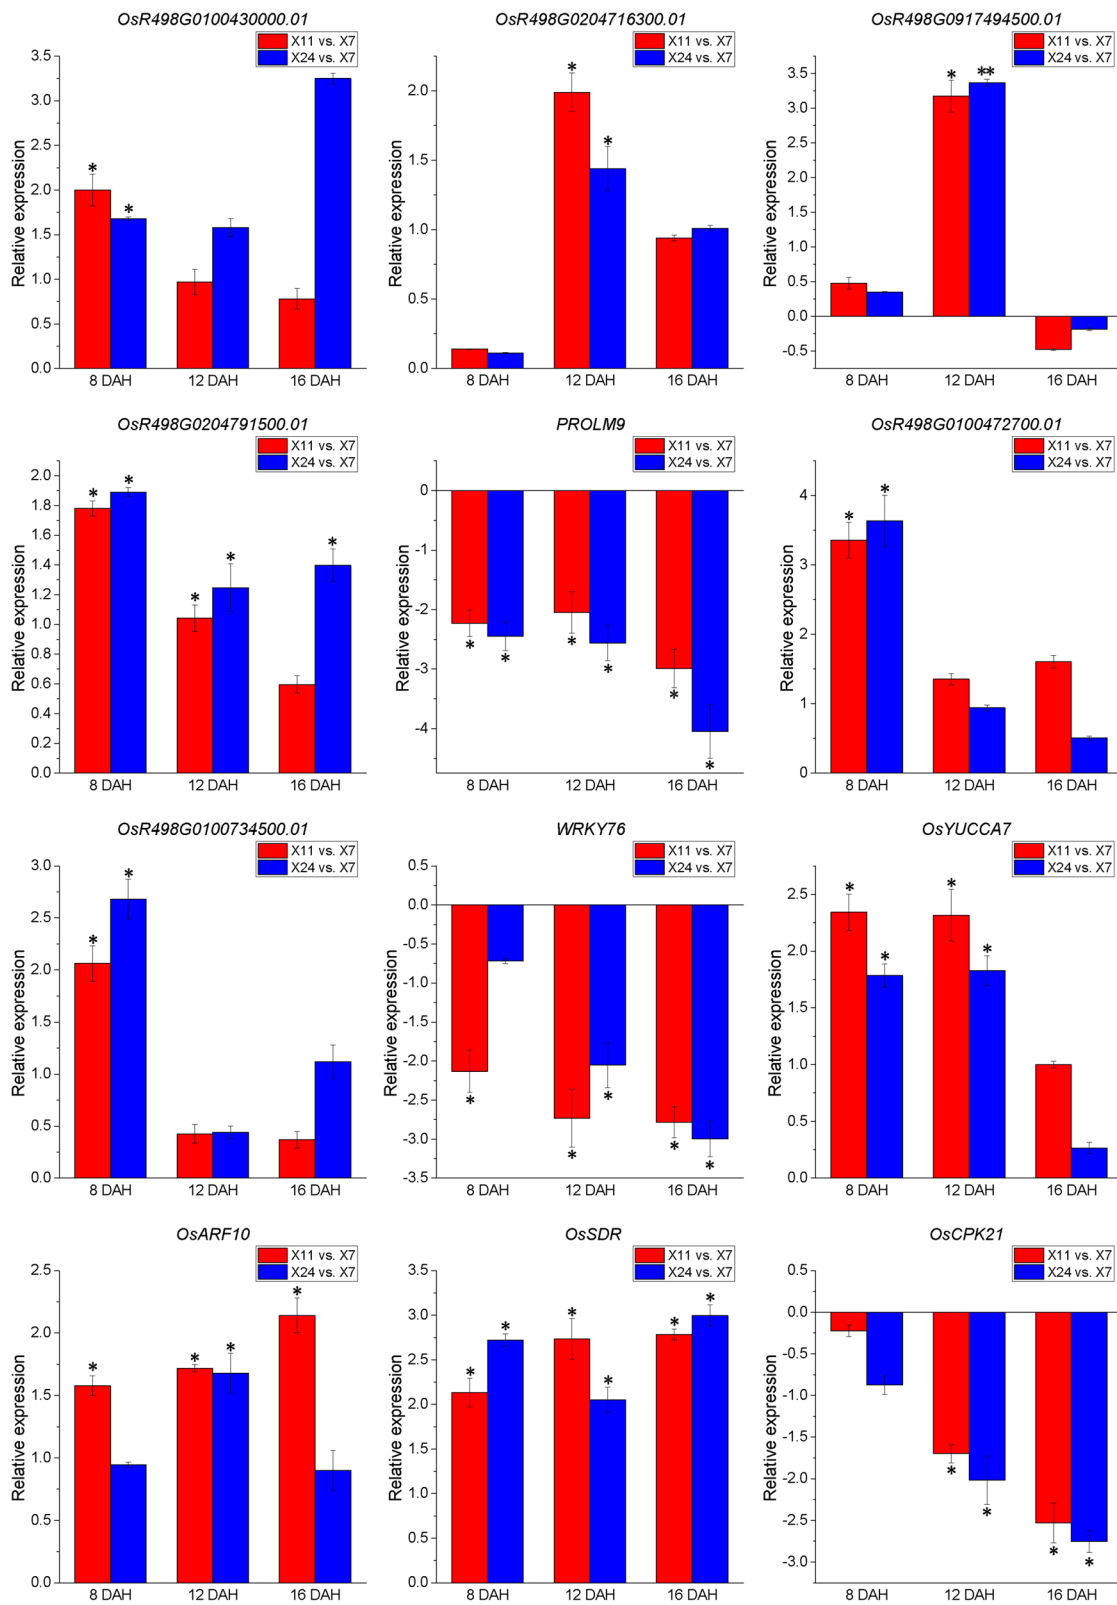 OsR498G0100430000.01
X11 vs. X7
X24 vs. X7
Relative expression
3.5
3.0
2.5
2.0
1.5
1.0
0.5
0.0
* *
8 DAH 12 DAH 16 DAH
OsR498G0204716300.01
X11 vs. X7
X24 vs. X7
Relative expression
2.0
1.5
1.0
0.5
0.0
* *
8 DAH 12 DAH 16 DAH
OsR498G0917494500.01
X11 vs. X7
X24 vs. X7
Relative expression
3.5
3.0
2.5
2.0
1.5
1.0
0.5
0.0
-0.5
* **
8 DAH 12 DAH 16 DAH
OsR498G0204791500.01
X11 vs. X7
X24 vs. X7
Relative expression
2.0
1.8
1.6
1.4
1.2
1.0
0.8
0.6
0.4
0.2
0.0
* * * * *
8 DAH 12 DAH 16 DAH
PROLM9
X11 vs. X7
X24 vs. X7
Relative expression
0
-1
-2
-3
-4
* * * * * *
8 DAH 12 DAH 16 DAH
OsR498G0100472700.01
X11 vs. X7
X24 vs. X7
Relative expression
4
3
2
1
0
* *
8 DAH 12 DAH 16 DAH
OsR498G0100734500.01
X11 vs. X7
X24 vs. X7
Relative expression
3.0
2.5
2.0
1.5
1.0
0.5
0.0
* *
8 DAH 12 DAH 16 DAH
WRKY76
X11 vs. X7
X24 vs. X7
Relative expression
0.5
0.0
-0.5
-1.0
-1.5
-2.0
-2.5
-3.0
-3.5
* * * * *
8 DAH 12 DAH 16 DAH
OsYUCCA7
X11 vs. X7
X24 vs. X7
Relative expression
2.5
2.0
1.5
1.0
0.5
0.0
* * * *
8 DAH 12 DAH 16 DAH
OsARF10
X11 vs. X7
X24 vs. X7
Relative expression
2.5
2.0
1.5
1.0
0.5
0.0
* * * *
8 DAH 12 DAH 16 DAH
OsSDR
X11 vs. X7
X24 vs. X7
Relative expression
3.5
3.0
2.5
2.0
1.5
1.0
0.5
0.0
* * * * * *
8 DAH 12 DAH 16 DAH
OsCPK21
X11 vs. X7
X24 vs. X7
Relative expression
0.5
0.0
-0.5
-1.0
-1.5
-2.0
-2.5
-3.0
* * * *
8 DAH 12 DAH 16 DAH